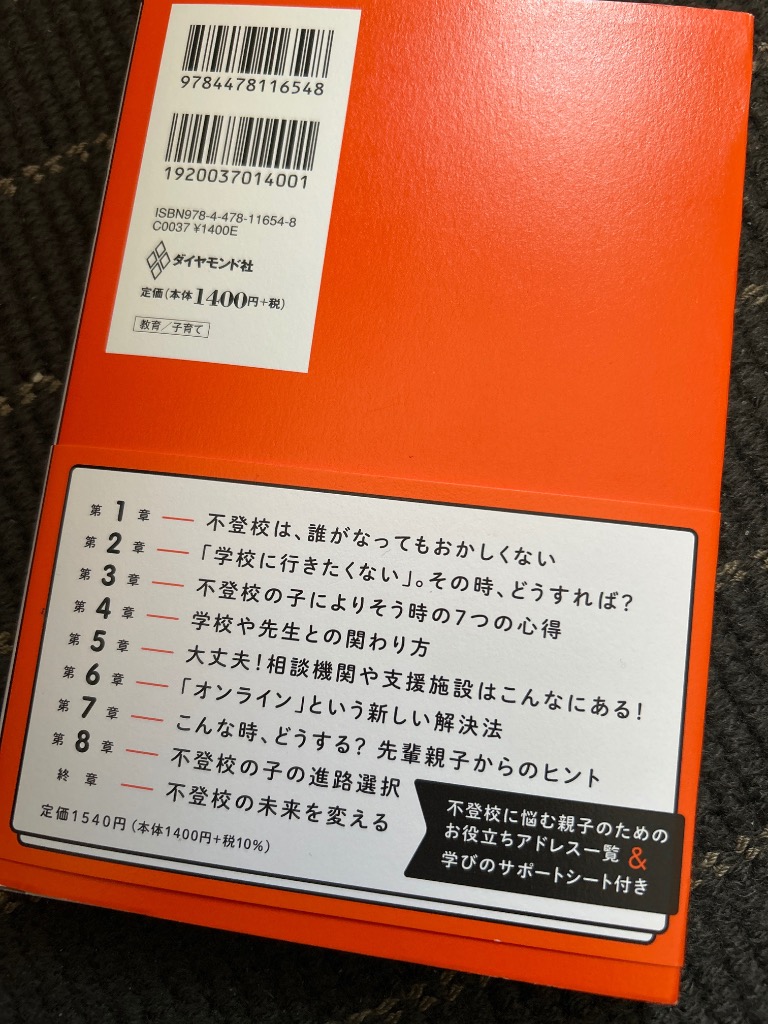 9784478116548
1920037014001
ISBN978-4-478-11654-8
C0037 ¥1400E
ダイヤモンド社
定価(本体1400円+税)
教育/子育て
第1章 — 不登校は、誰がなってもおかしくない
第2章 — 「学校に行きたくない」。その時、どうすれば?
第3章 — 不登校の子によりそう時の7つの心得
第4章 — 学校や先生との関わり方
第5章 — 大丈夫!相談機関や支援施設はこんなにある!
第6章 — 「オンライン」という新しい解決法
第7章 — こんな時、どうする? 先輩親子からのヒント
第8章 — 不登校の子の進路選択
終章 — 不登校の未来を変える
定価1540円(本体1400円+税10%)
不登校に悩む親子のための
お役立ちアドレス一覧 &
学びのサポートシート付き